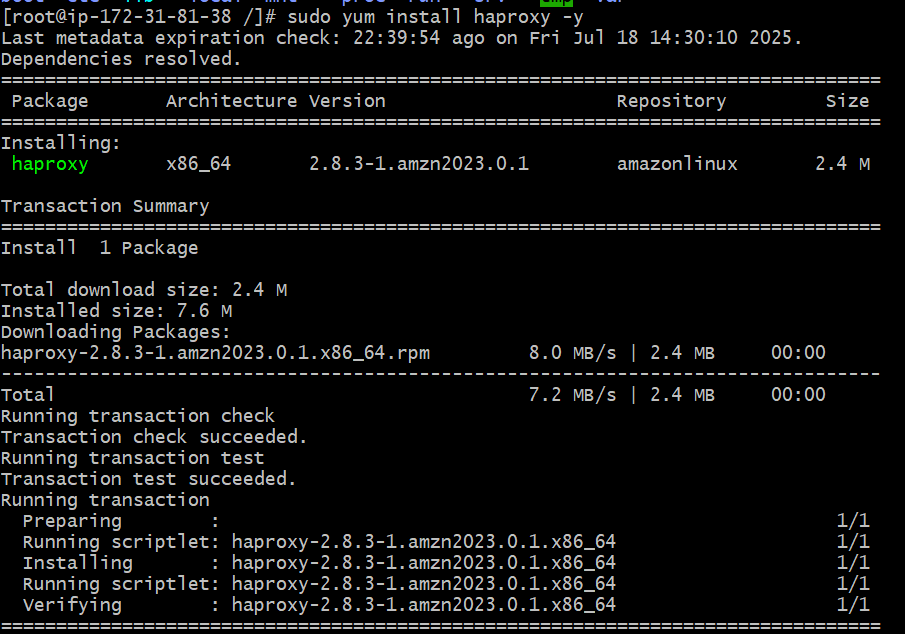 [root@ip-172-31-81-38 /]# sudo yum install haproxy -y
Last metadata expiration check: 22:39:54 ago on Fri Jul 18 14:30:10 2025.
Dependencies resolved.
================================================================================
 Package       Architecture Version                     Repository         Size
================================================================================
Installing:
 haproxy       x86_64       2.8.3-1.amzn2023.0.1        amazonlinux       2.4 M

Transaction Summary
================================================================================
Install  1 Package

Total download size: 2.4 M
Installed size: 7.6 M
Downloading Packages:
haproxy-2.8.3-1.amzn2023.0.1.x86_64.rpm         8.0 MB/s | 2.4 MB     00:00
--------------------------------------------------------------------------------
Total                                           7.2 MB/s | 2.4 MB     00:00
Running transaction check
Transaction check succeeded.
Running transaction test
Transaction test succeeded.
Running transaction
  Preparing        :                                                        1/1
  Running scriptlet: haproxy-2.8.3-1.amzn2023.0.1.x86_64                    1/1
  Installing       : haproxy-2.8.3-1.amzn2023.0.1.x86_64                    1/1
  Running scriptlet: haproxy-2.8.3-1.amzn2023.0.1.x86_64                    1/1
  Verifying        : haproxy-2.8.3-1.amzn2023.0.1.x86_64                    1/1
================================================================================